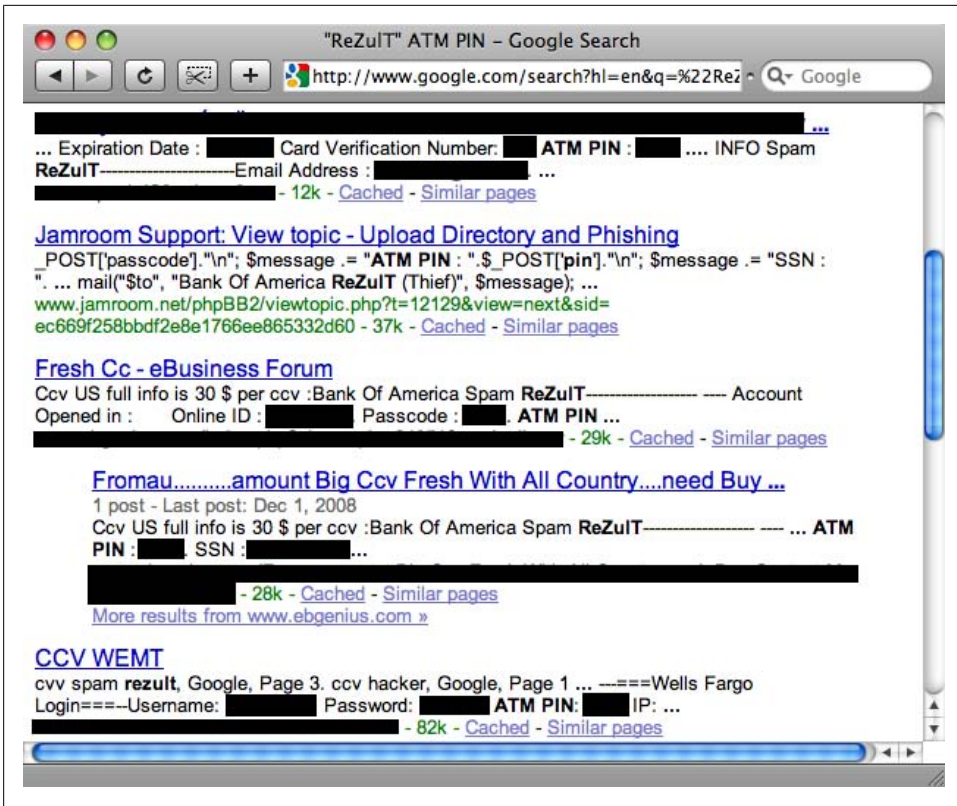 "ReZulT" ATM PIN – Google Search
http://www.google.com/search?hl=en&q=%22ReZ
Google
...
... Expiration Date : Card Verification Number: ATM PIN : .... INFO Spam
ReZulT-----------------------Email Address : . ...
- 12k - Cached - Similar pages
Jamroom Support: View topic - Upload Directory and Phishing
_POST['passcode']."\n"; $message .= "ATM PIN : ".$_POST['pin']."\n"; $message .= "SSN :
". ... mail("$to", "Bank Of America ReZulT (Thief)", $message); ...
www.jamroom.net/phpBB2/viewtopic.php?t=12129&view=next&sid=
ec669f258bbdf2e8e1766ee865332d60 - 37k - Cached - Similar pages
Fresh Cc - eBusiness Forum
Ccv US full info is 30 $ per ccv :Bank Of America Spam ReZulT------------------- ---- Account
Opened in : Online ID : . Passcode : . ATM PIN ...
- 29k - Cached - Similar pages
Fromau..........amount Big Ccv Fresh With All Country....need Buy ...
1 post - Last post: Dec 1, 2008
Ccv US full info is 30 $ per ccv :Bank Of America Spam ReZulT------------------- ---- ... ATM
PIN : . SSN : ...
- 28k - Cached - Similar pages
More results from www.ebgenius.com »
CCV WEMT
cvv spam rezult, Google, Page 3. ccv hacker, Google, Page 1 ... ---===Wells Fargo
Login===--Username: Password: ATM PIN: IP: ...
- 82k - Cached - Similar pages